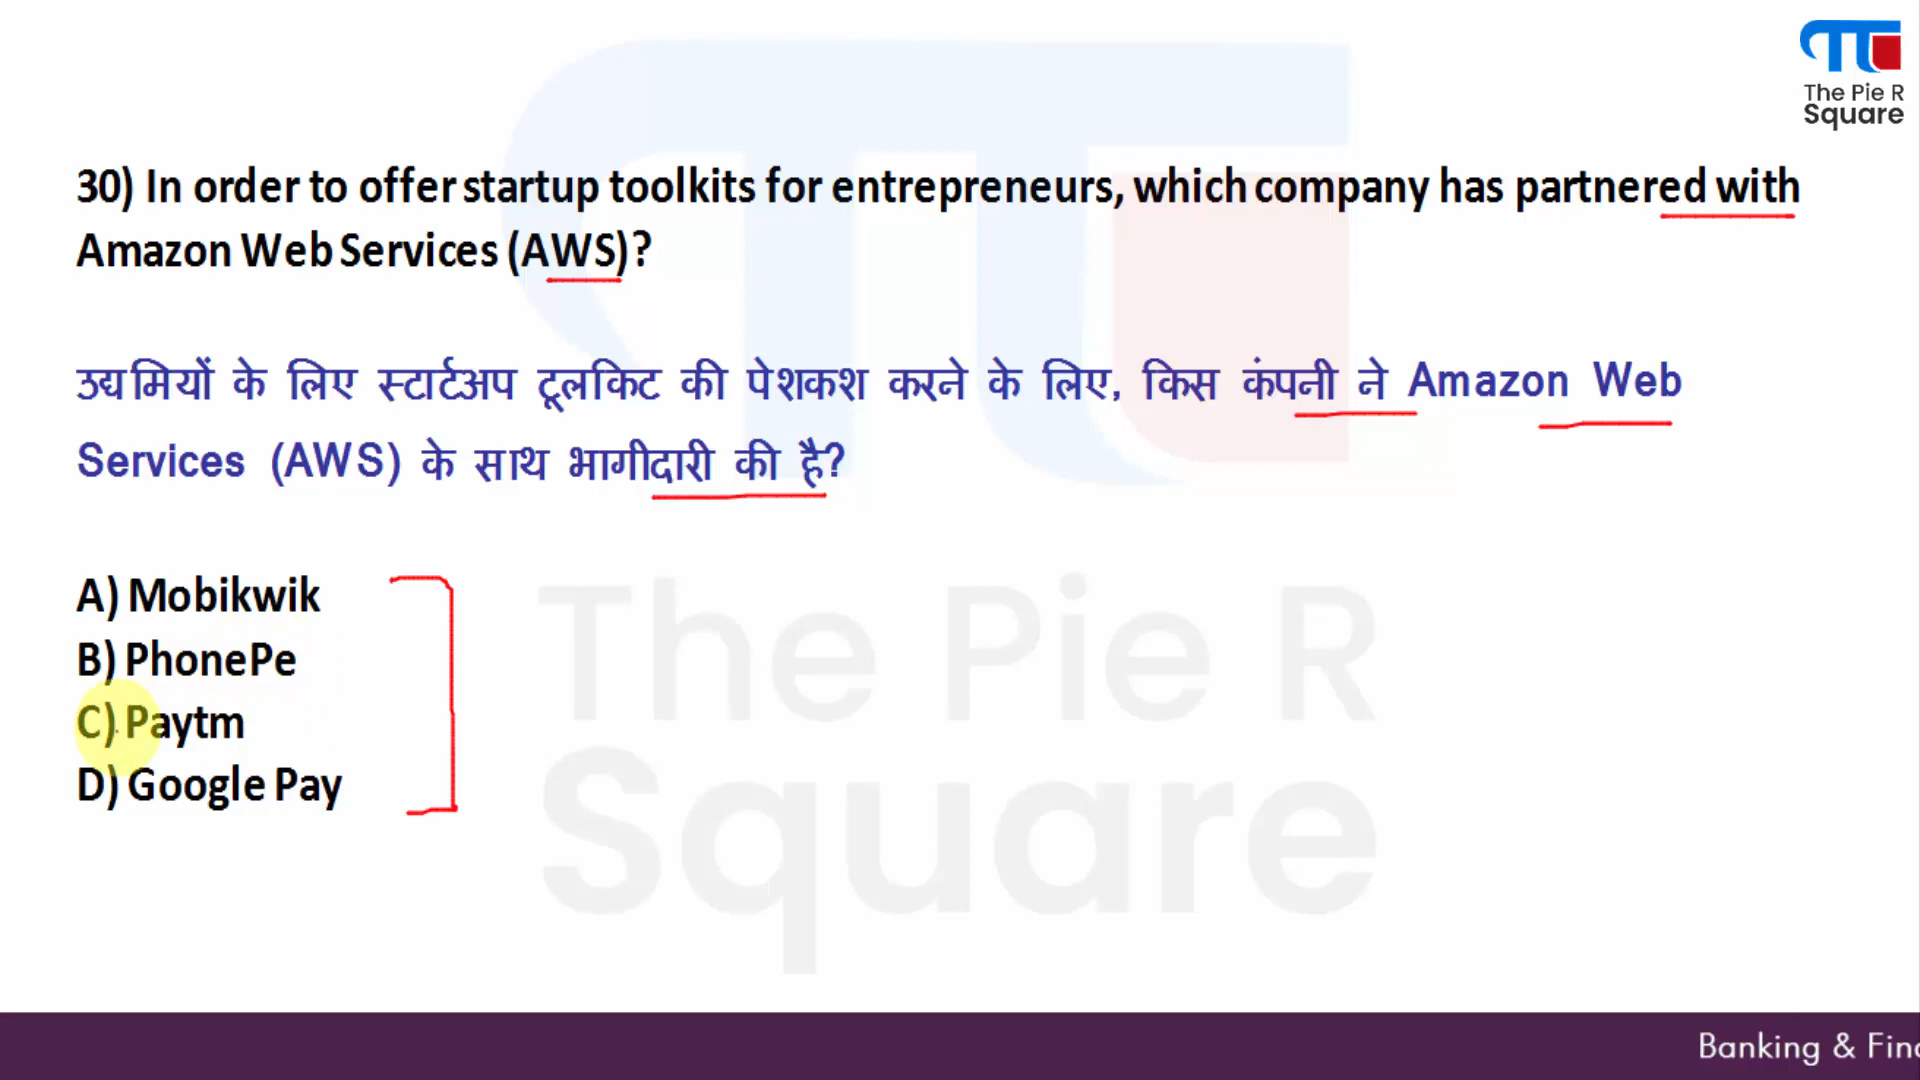 The Pie R
Square
30) In order to offer startup toolkits for entrepreneurs, which company has partnered with
Amazon Web Services (AWS)?
उद्यमियों के लिए स्टार्टअप टूलकिट की पेशकश करने के लिए, किस कंपनी ने Amazon Web
Services (AWS) के साथ भागीदारी की है?
A) Mobikwik
B) PhonePe
C) Paytm
D) Google Pay
The Pie R
Square
Banking &